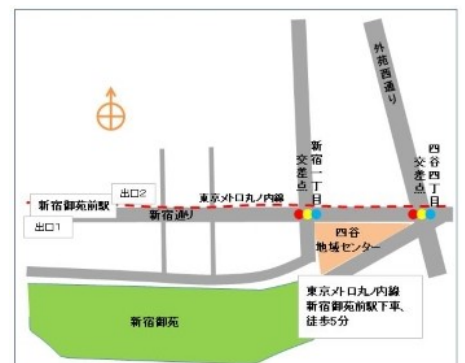 外苑西通り
四谷四丁目
交差点
新宿一丁目
交差点
出口2
東京メトロ丸ノ内線
新宿御苑前駅
新宿通り
出口1
四谷
地域センター
東京メトロ丸ノ内線
新宿御苑前駅下車、
徒歩5分
新宿御苑